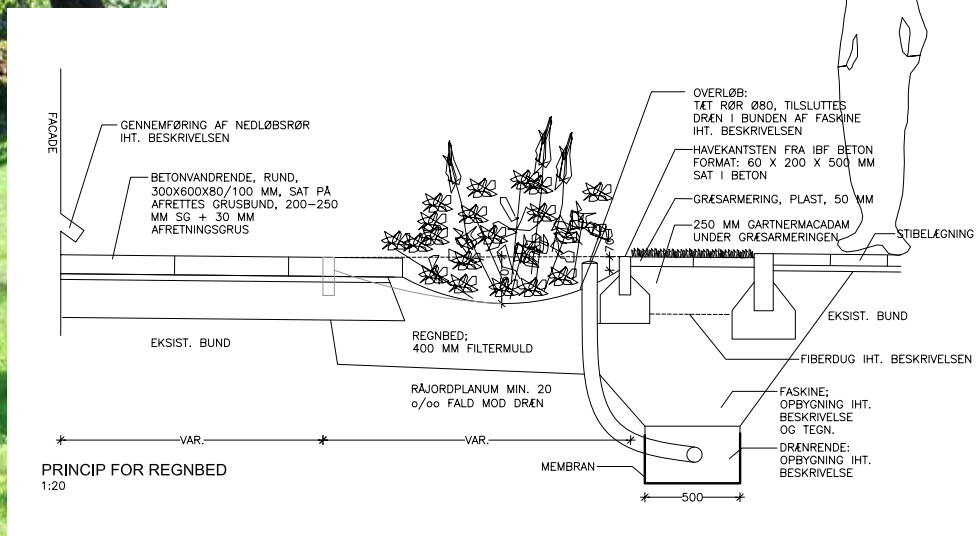 FACADE
GENNEMFØRING AF NEDLØBSRØR
IHT. BESKRIVELSEN
BETONVANDRENDE, RUND,
300X600X80/100 MM, SAT PÅ
AFRETTES GRUSBUND, 200-250
MM SG + 30 MM
AFRETNINGSGRUS
EKSIST. BUND
OVERLØB:
TÆT RØR Ø80, TILSLUTTES
DRÆN I BUNDEN AF FASKINE
IHT. BESKRIVELSEN
HAVEKANTSTEN FRA IBF BETON
FORMAT: 60 X 200 X 500 MM
SAT I BETON
GRÆSARMERING, PLAST, 50 MM
250 MM GARTNERMACADAM
UNDER GRÆSARMERINGEN
STIBELÆGNING
EKSIST. BUND
REGNBED;
400 MM FILTERMULD
FIBERDUG IHT. BESKRIVELSEN
RÅJORDPLANUM MIN. 20
o/oo FALD MOD DRÆN
FASKINE;
OPBYGNING IHT.
BESKRIVELSE
OG TEGN.
DRÆNRENDE:
OPBYGNING IHT.
BESKRIVELSE
VAR.
VAR.
MEMBRAN
500
PRINCIP FOR REGNBED
1:20